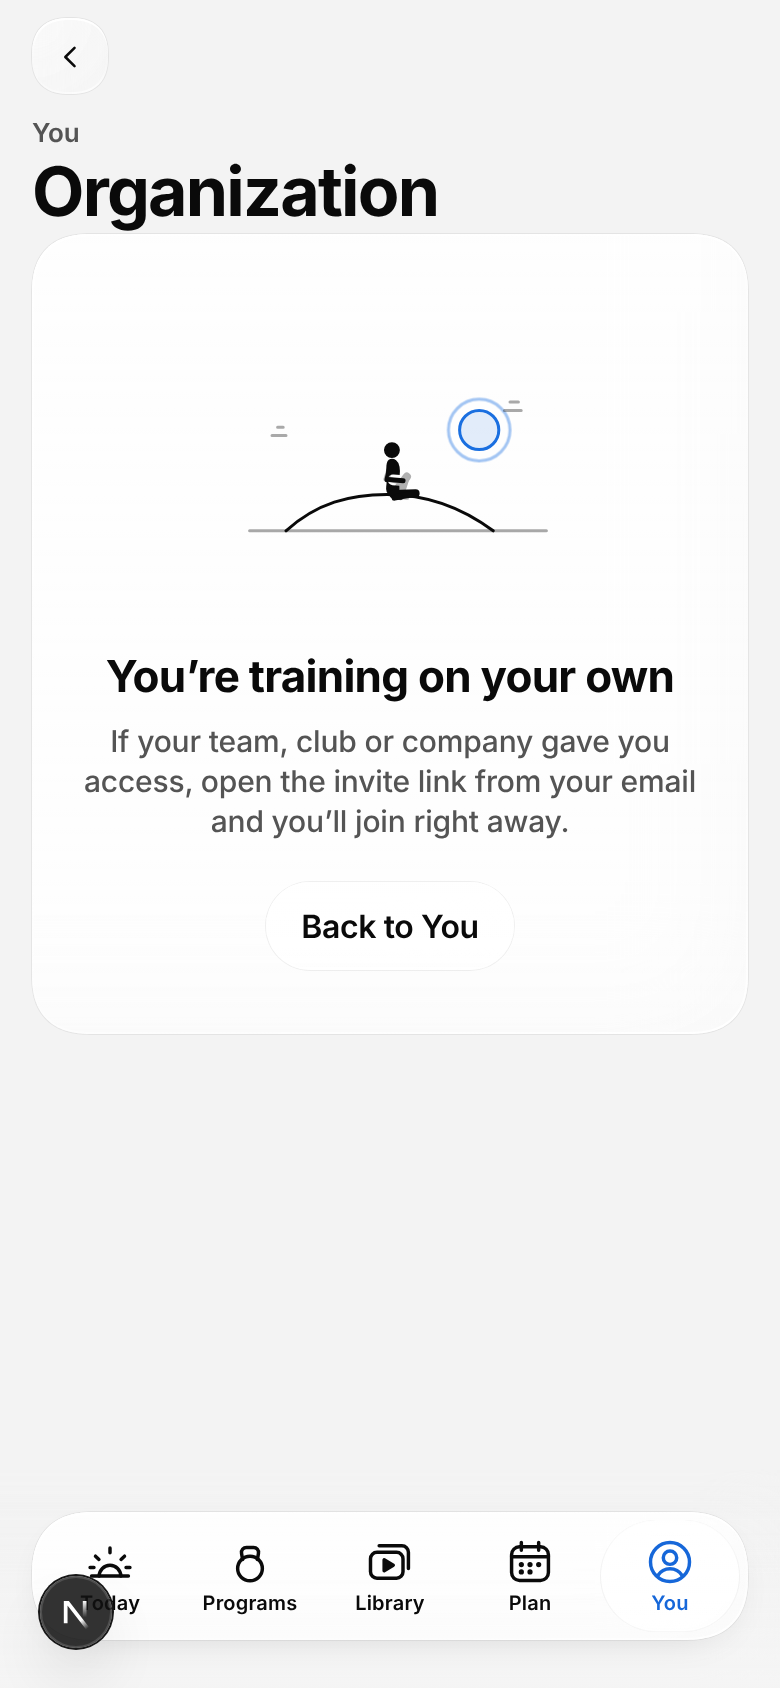 You
Organization
You’re training on your own
If your team, club or company gave you
access, open the invite link from your email
and you’ll join right away.
Back to You
Today
Programs
Library
Plan
You
N